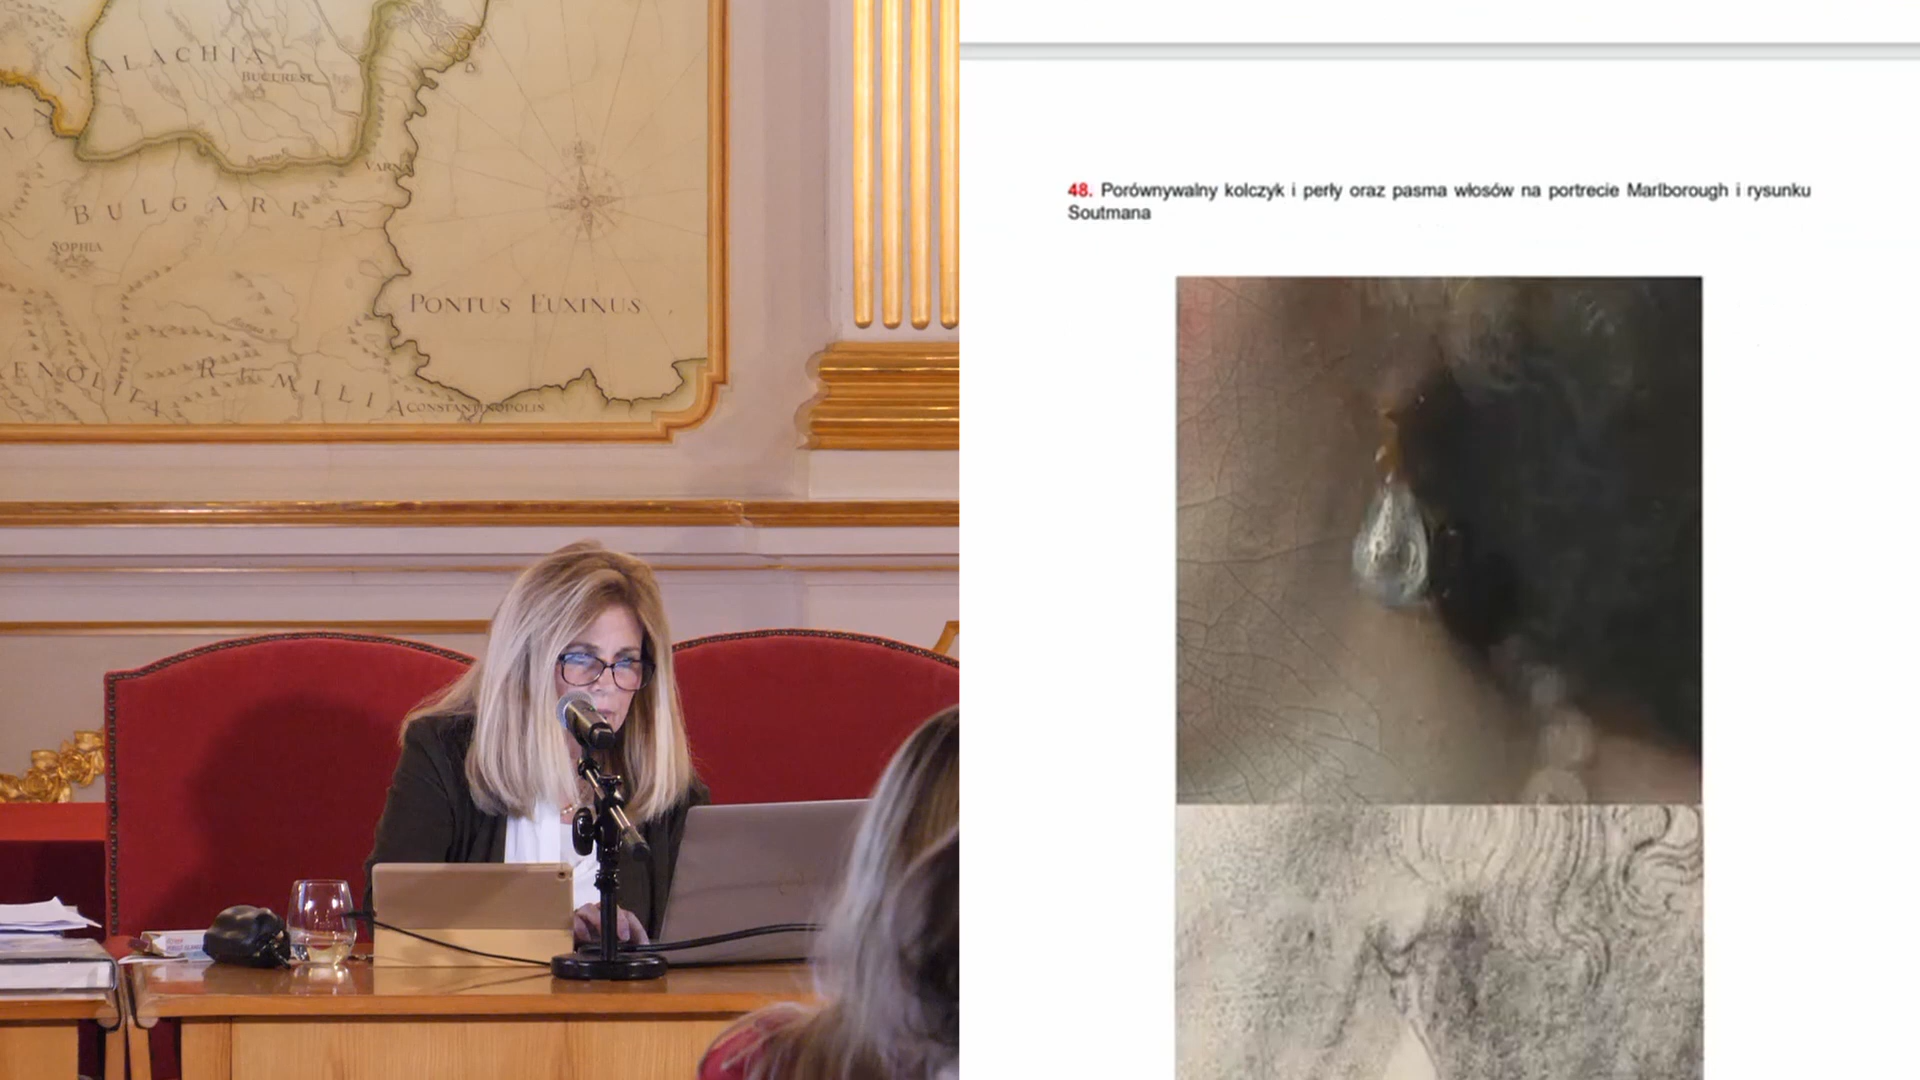 VALACHIA
BUCUREST
VARNA
BULGARIA
SOPHIA
PONTUS EUXINUS
CONSTANTINOPOLIS
48. Porównywalny kolczyk i perły oraz pasma włosów na portrecie Marlborough i rysunku
Soutmana